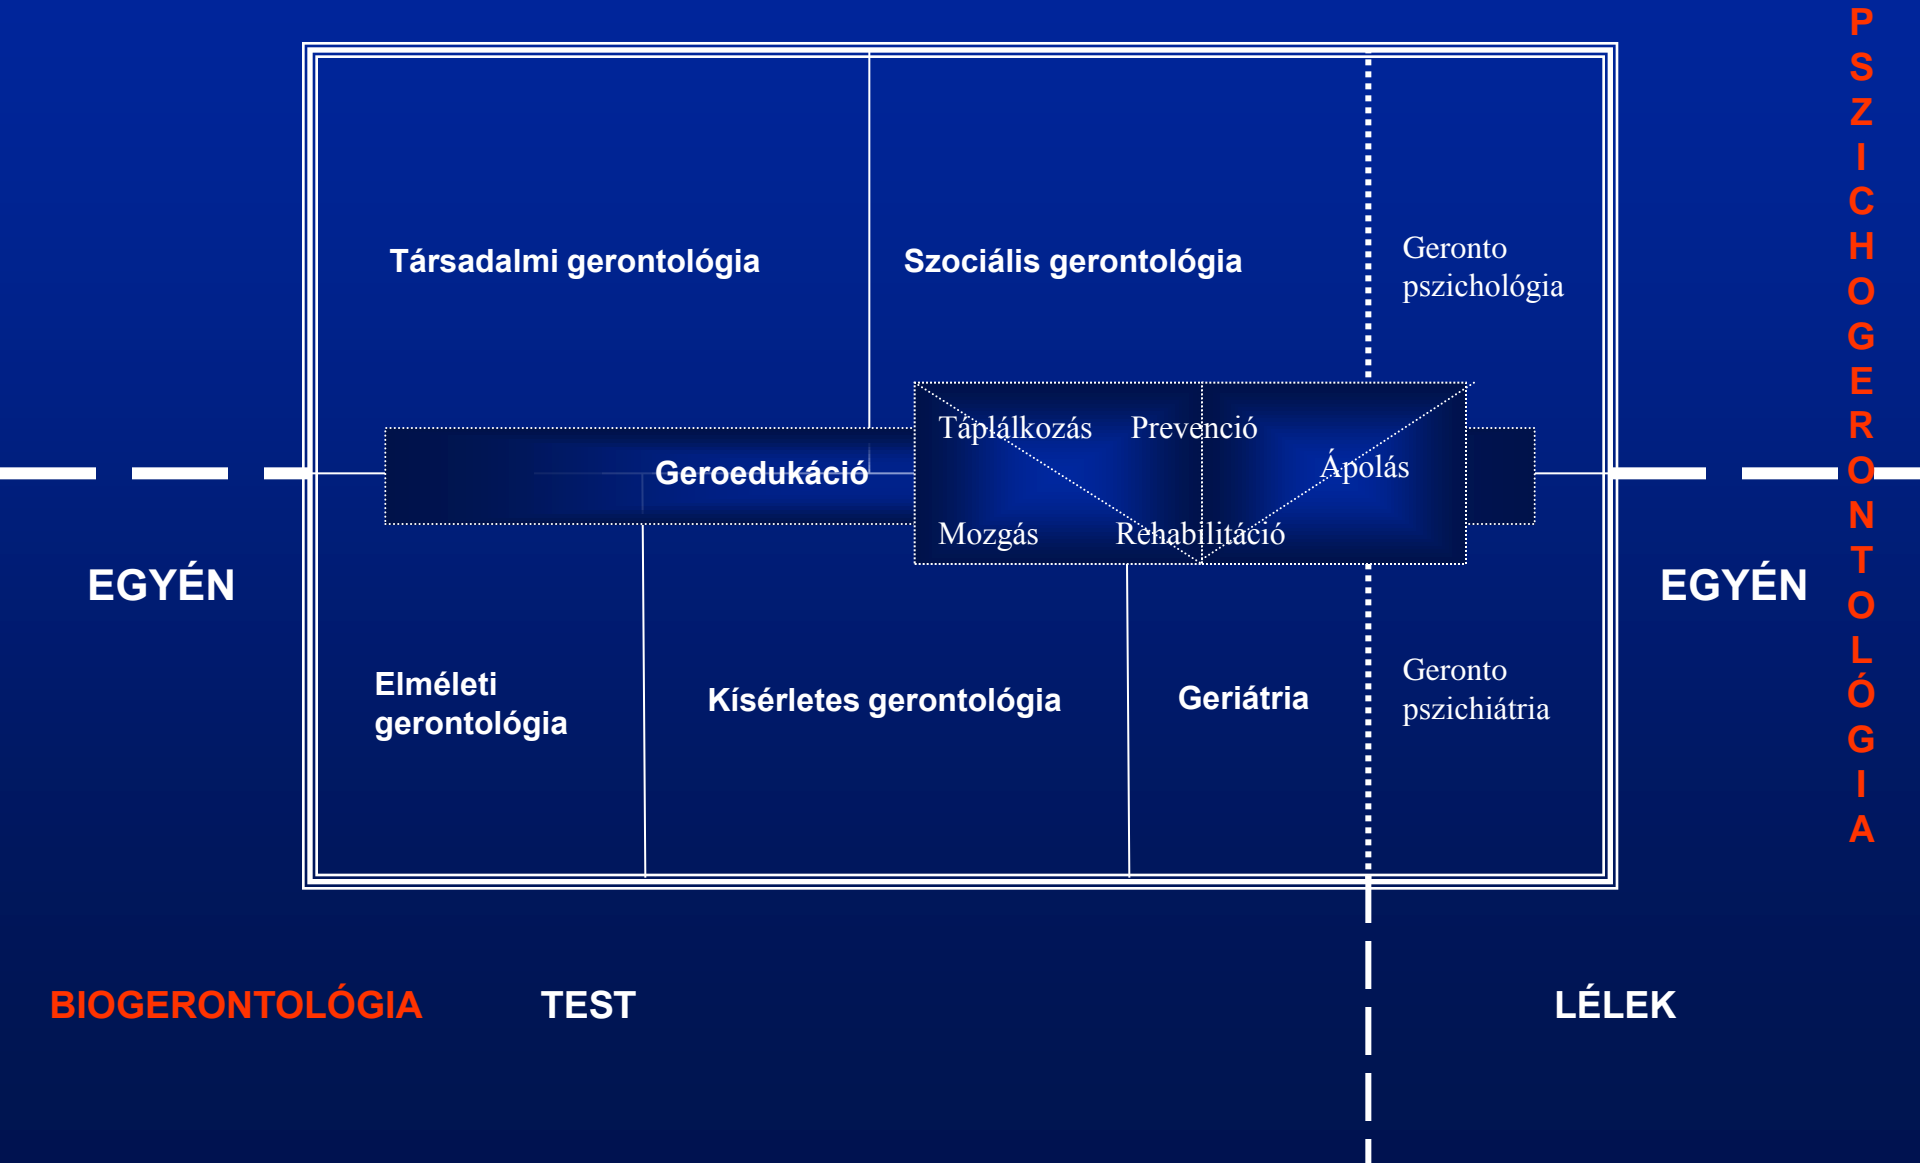 Társadalmi gerontológia
Szociális gerontológia
Geronto
pszichológia
Táplálkozás
Prevenció
Geroedukáció
Ápolás
Mozgás
Rehabilitáció
EGYÉN
EGYÉN
Elméleti
gerontológia
Kísérletes gerontológia
Geriátria
Geronto
pszichiátria
BIOGERONTOLÓGIA
TEST
LÉLEK
PSZICHOGERONTOLÓGIA